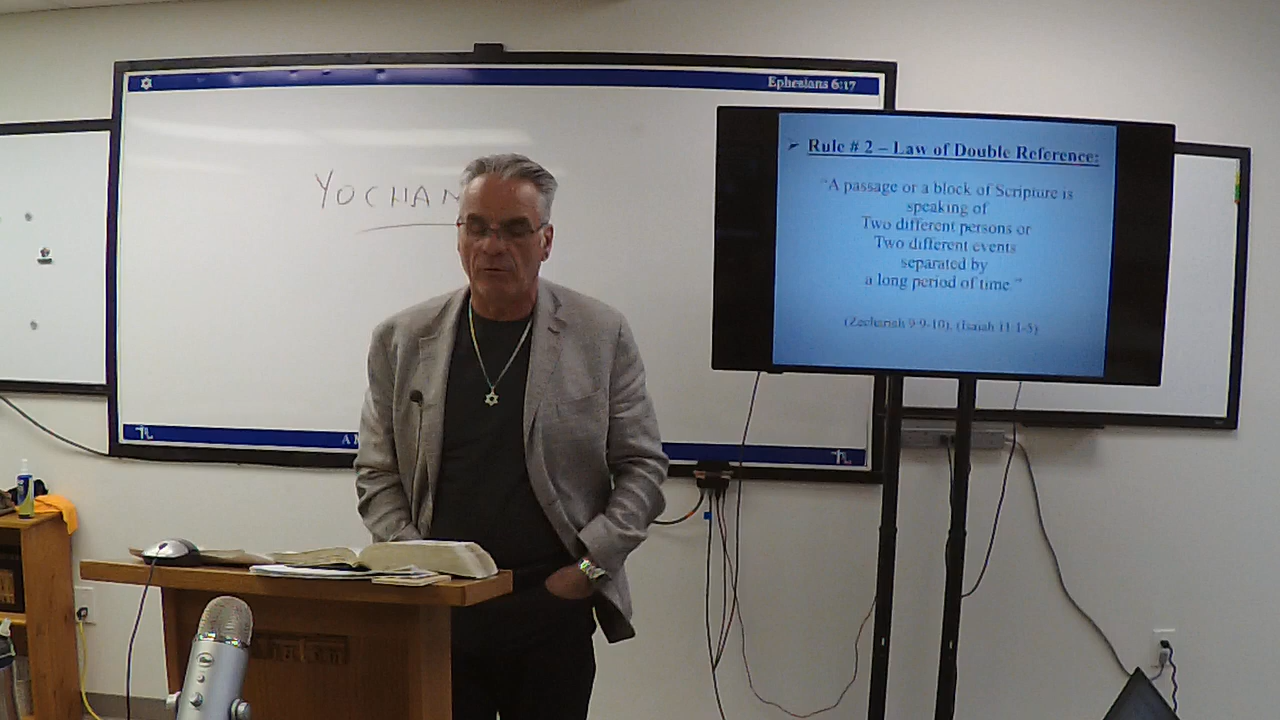 Ephesians 6:17
YOCHAN
Rule # 2 – Law of Double Reference:
"A passage or a block of Scripture is
speaking of
Two different persons or
Two different events
separated by
a long period of time."
(Zechariah 9:9-10), (Isaiah 11:1-5)
A